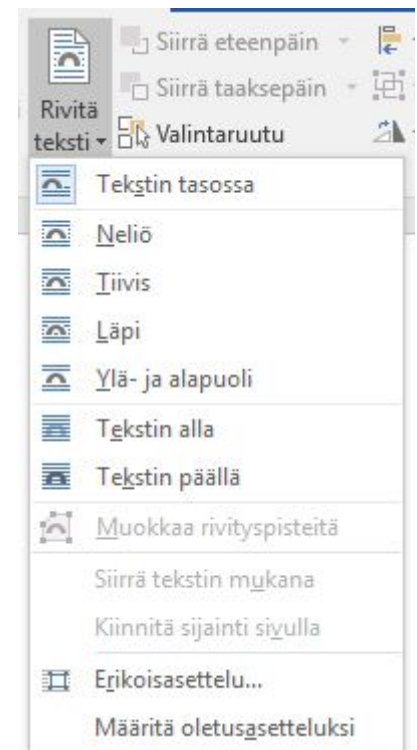 Siirrä eteenpäin
Siirrä taaksepäin
Rivitä
teksti
Valintaruutu
Tekstin tasossa
Neliö
Tiivis
Läpi
Ylä- ja alapuoli
Tekstin alla
Tekstin päällä
Muokkaa rivityspisteitä
Siirrä tekstin mukana
Kiinnitä sijainti sivulla
Erikoisasettelu...
Määritä oletusasetteluksi